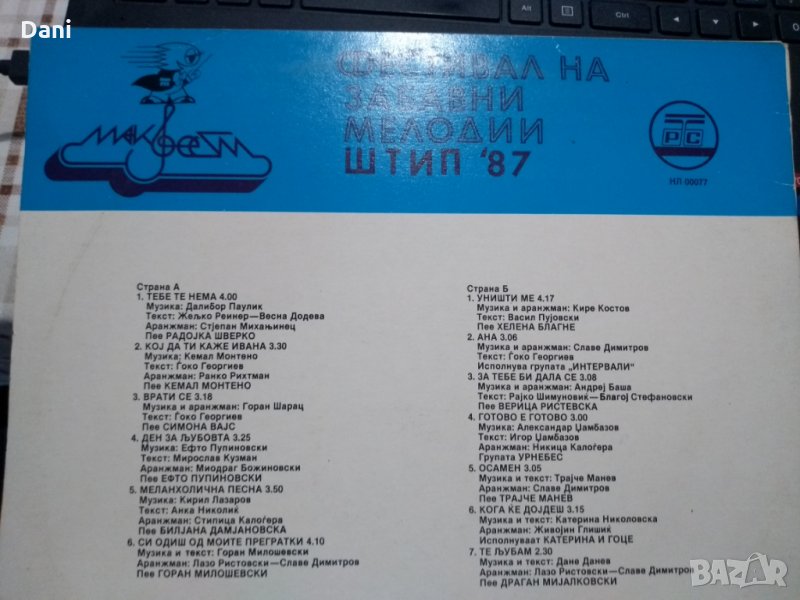 Dani
Alt
Ctrl
ФЕСТИВАЛ НА
ЗАБАВНИ
МЕЛОДИИ
ШТИП '87
МАКФЕСТ
РТС
НЛ 00077
Страна А
1. ТЕБЕ ТЕ НЕМА 4.00
Музика: Далибор Паулик
Текст: Жељко Реинер—Весна Додева
Аранжман: Стјепан Михањинец
Пее РАДОЈКА ШВЕРКО
2. КОЈ ДА ТИ КАЖЕ ИВАНА 3.30
Музика: Кемал Монтено
Текст: Ѓоко Георгиев
Аранжман: Ранко Рихтман
Пее КЕМАЛ МОНТЕНО
3. ВРАТИ СЕ 3.18
Музика и аранжман: Горан Шарац
Текст: Ѓоко Георгиев
Пее СИМОНА ВАЈС
4. ДЕН ЗА ЉУБОВТА 3.25
Музика: Ефто Пупиновски
Текст: Мирослав Кузман
Аранжман: Миодраг Божиновски
Пее ЕФТО ПУПИНОВСКИ
5. МЕЛАНХОЛИЧНА ПЕСНА 3.50
Музика: Кирил Лазаров
Текст: Анка Николиќ
Аранжман: Стипица Калоѓера
Пее БИЛЈАНА ДАМЈАНОВСКА
6. СИ ОДИШ ОД МОИТЕ ПРЕГРАТКИ 4.10
Музика и текст: Горан Милошевски
Аранжман: Лазо Ристовски—Славе Димитров
Пее ГОРАН МИЛОШЕВСКИ
Страна Б
1. УНИШТИ МЕ 4.17
Музика и аранжман: Кире Костов
Текст: Васил Пујовски
Пее ХЕЛЕНА БЛАГНЕ
2. АНА 3.06
Музика и аранжман: Славе Димитров
Текст: Ѓоко Георгиев
Исполнува групата „ИНТЕРВАЛИ"
3. ЗА ТЕБЕ БИ ДАЛА СЕ 3.08
Музика и аранжман: Андреј Баша
Текст: Рајко Шимуновиќ—Благој Стефановски
Пее ВЕРИЦА РИСТЕВСКА
4. ГОТОВО Е ГОТОВО 3.00
Музика: Александар Џамбазов
Текст: Игор Џамбазов
Аранжман: Никица Калоѓера
Групата УРНЕБЕС
5. ОСАМЕН 3.05
Музика и текст: Трајче Манев
Аранжман: Славе Димитров
Пее ТРАЈЧЕ МАНЕВ
6. КОГА ЌЕ ДОЈДЕШ 3.15
Музика и текст: Катерина Николовска
Аранжман: Живојин Глишиќ
Исполнуваат КАТЕРИНА И ГОЦЕ
7. ТЕ ЉУБАМ 2.30
Музика и текст: Дане Данев
Аранжман: Лазо Ристовски—Славе Димитров
Пее ДРАГАН МИЈАЛКОВСКИ
BAZAR